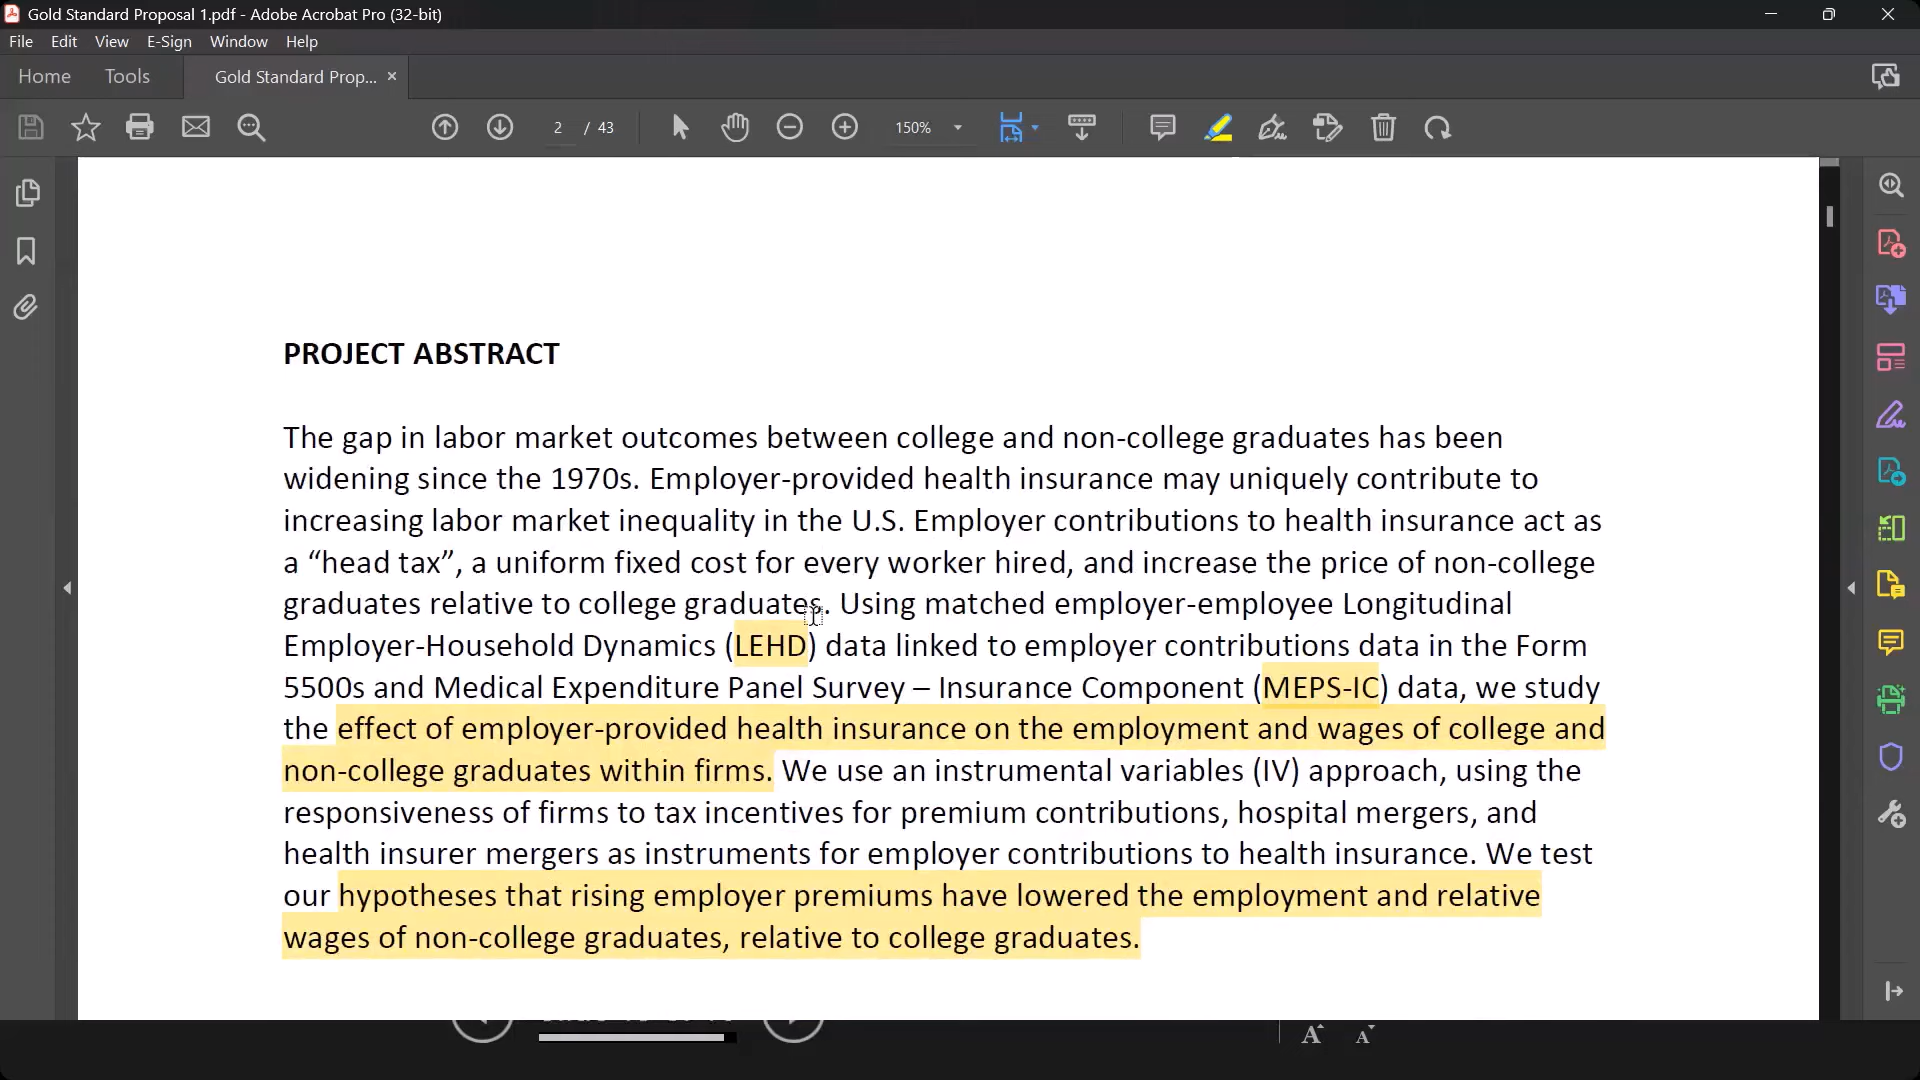 Gold Standard Proposal 1.pdf - Adobe Acrobat Pro (32-bit)
File Edit View E-Sign Window Help
Home Tools Gold Standard Prop... ×
2 / 43 150%
PROJECT ABSTRACT
The gap in labor market outcomes between college and non-college graduates has been
widening since the 1970s. Employer-provided health insurance may uniquely contribute to
increasing labor market inequality in the U.S. Employer contributions to health insurance act as
a “head tax”, a uniform fixed cost for every worker hired, and increase the price of non-college
graduates relative to college graduates. Using matched employer-employee Longitudinal
Employer-Household Dynamics (LEHD) data linked to employer contributions data in the Form
5500s and Medical Expenditure Panel Survey – Insurance Component (MEPS-IC) data, we study
the effect of employer-provided health insurance on the employment and wages of college and
non-college graduates within firms. We use an instrumental variables (IV) approach, using the
responsiveness of firms to tax incentives for premium contributions, hospital mergers, and
health insurer mergers as instruments for employer contributions to health insurance. We test
our hypotheses that rising employer premiums have lowered the employment and relative
wages of non-college graduates, relative to college graduates.
A A